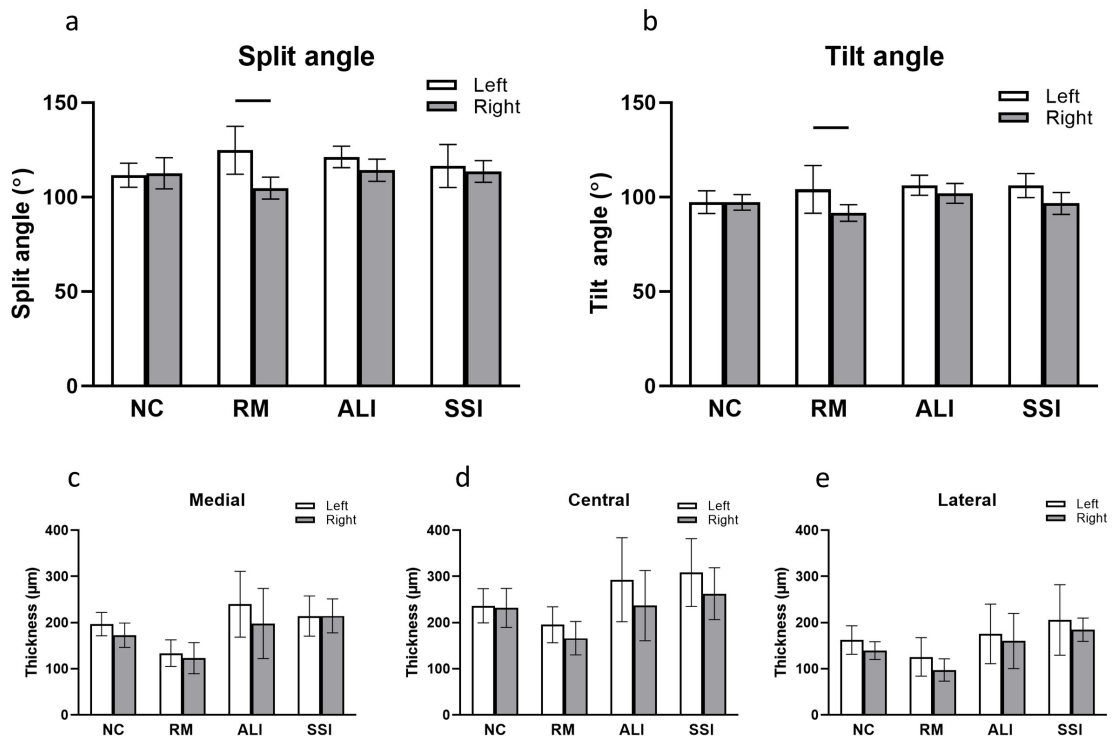 a
Split angle
Left
Right
Split angle (°)
150
100
50
0
NC RM ALI SSI
b
Tilt angle
Left
Right
Tilt angle (°)
150
100
50
0
NC RM ALI SSI
c
Medial
Left
Right
Thickness (µm)
400
300
200
100
0
NC RM ALI SSI
d
Central
Left
Right
Thickness (µm)
400
300
200
100
0
NC RM ALI SSI
e
Lateral
Left
Right
Thickness (µm)
400
300
200
100
0
NC RM ALI SSI